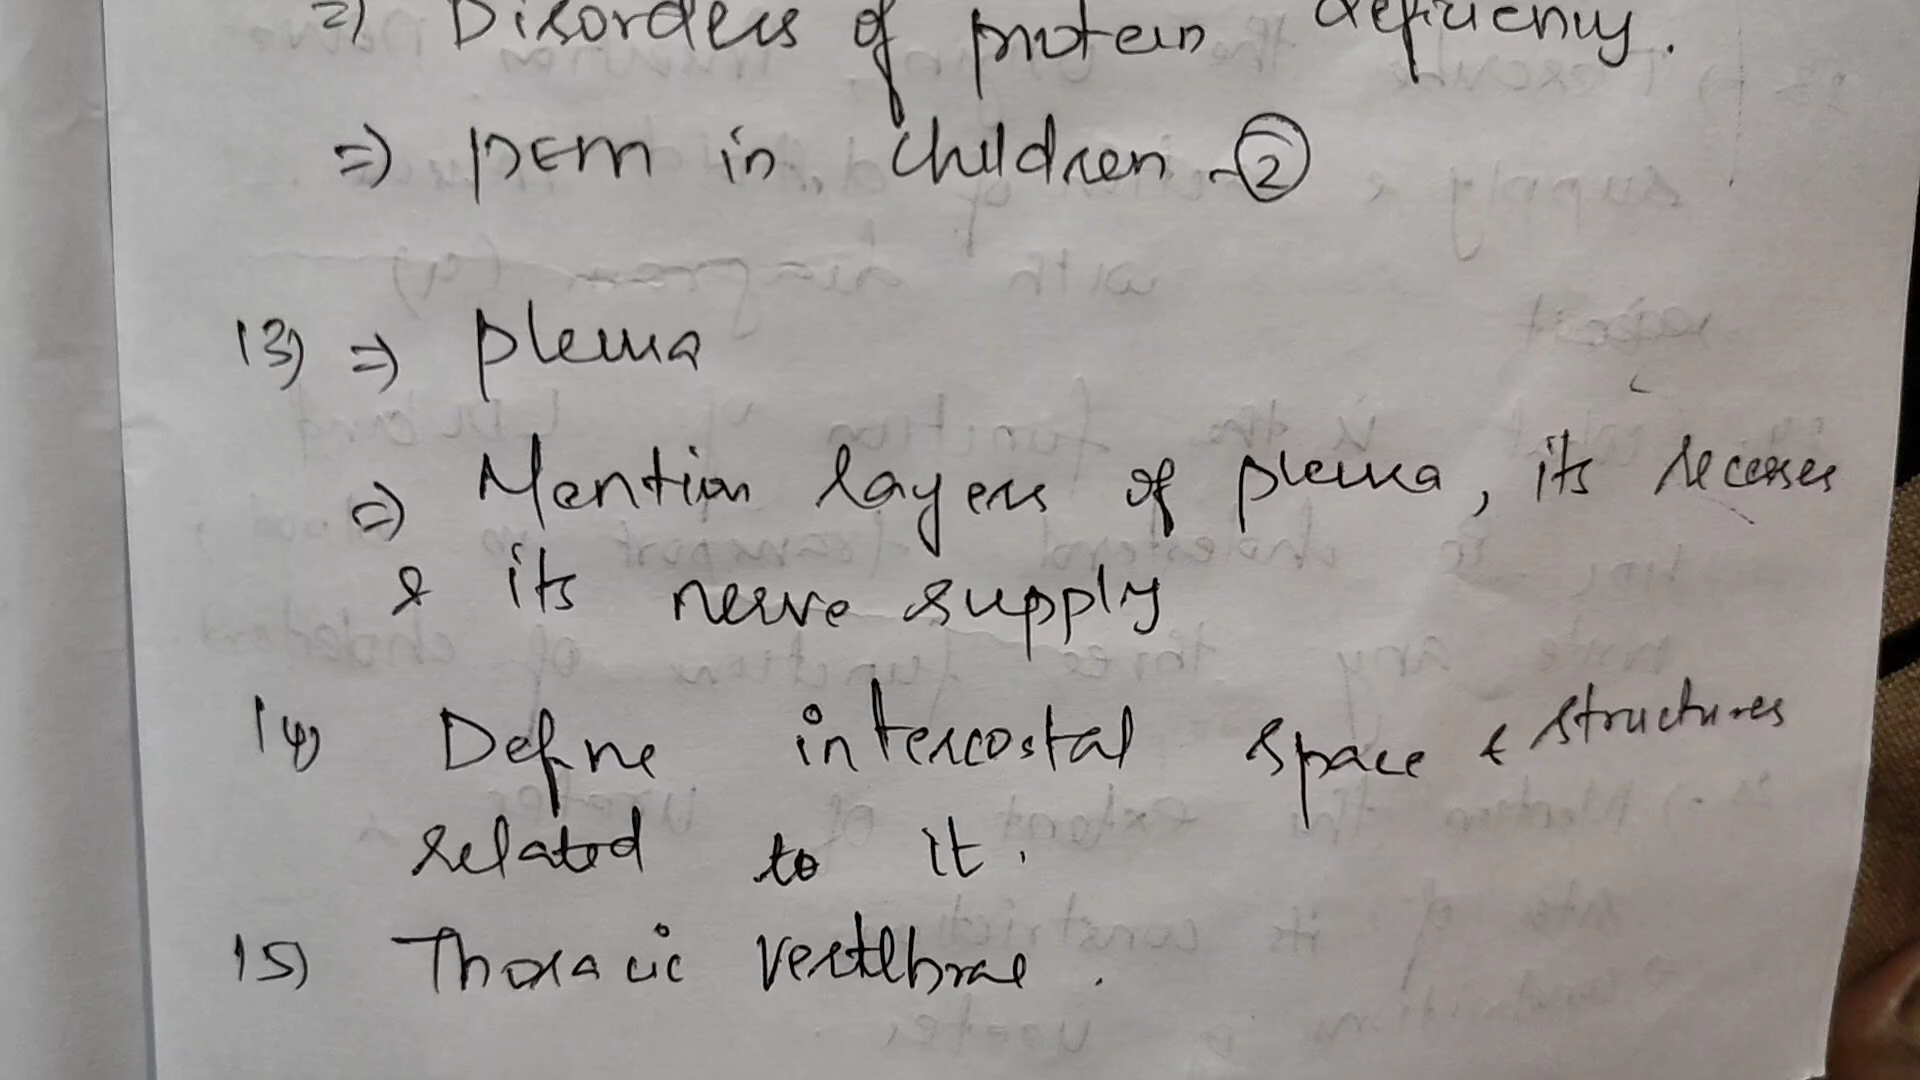 =) Disorders of protein deficiency.
=) PEM in children - 2
13) => pleura
=) Mention layers of pleura, its recesses
& its nerve supply
14) Define intercostal space & structures
related to it.
15) Thoracic vertebrae.